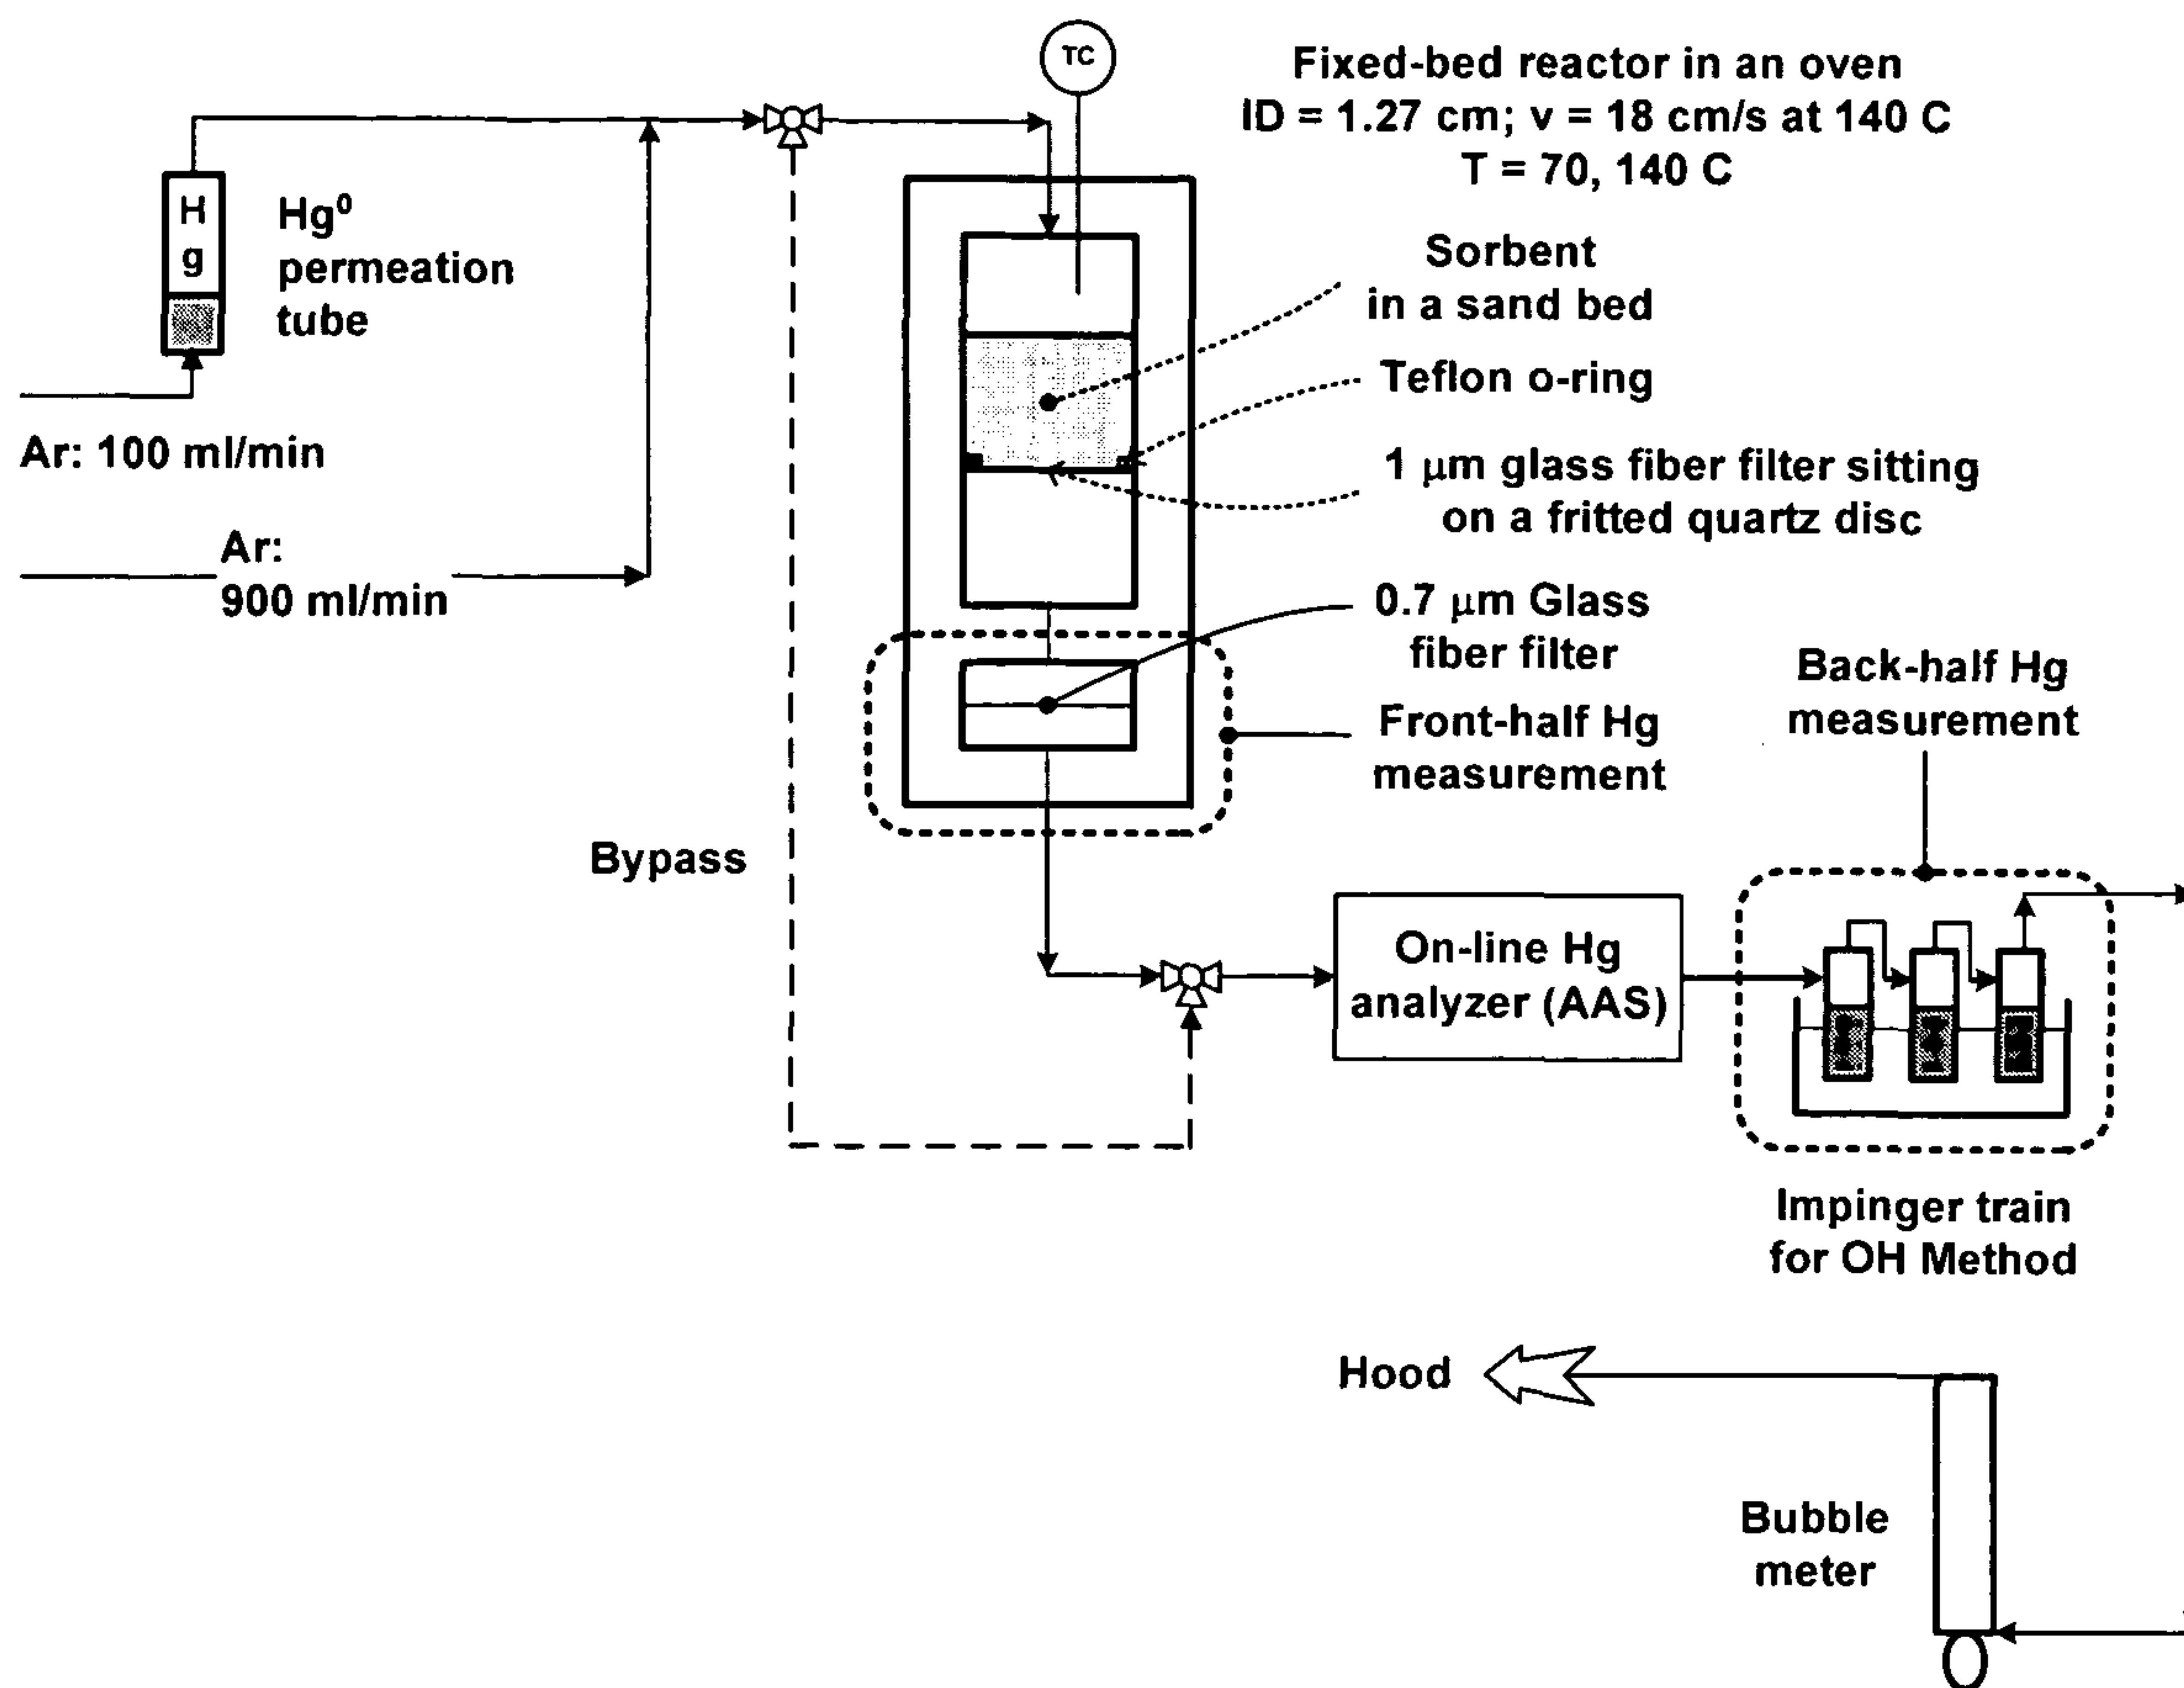 TC
Fixed-bed reactor in an oven
ID = 1.27 cm; v = 18 cm/s at 140 C
T = 70, 140 C
H
g
Hg⁰
permeation
tube
Sorbent
in a sand bed
Teflon o-ring
Ar: 100 ml/min
1 μm glass fiber filter sitting
on a fritted quartz disc
Ar:
900 ml/min
0.7 μm Glass
fiber filter
Front-half Hg
measurement
Back-half Hg
measurement
Bypass
On-line Hg
analyzer (AAS)
Impinger train
for OH Method
Hood
Bubble
meter